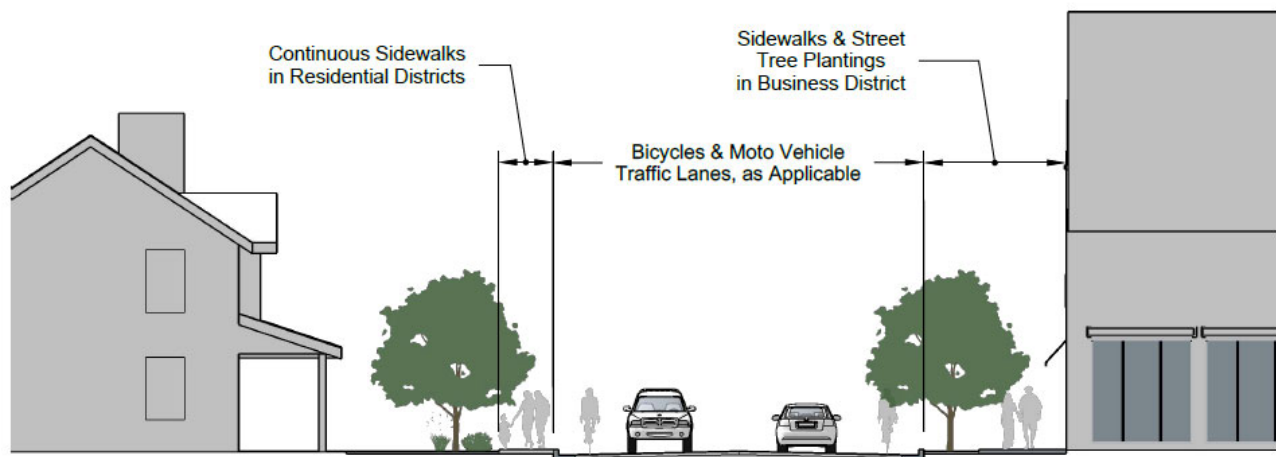 Continuous Sidewalks
in Residential Districts
Sidewalks & Street
Tree Plantings
in Business District
Bicycles & Moto Vehicle
Traffic Lanes, as Applicable